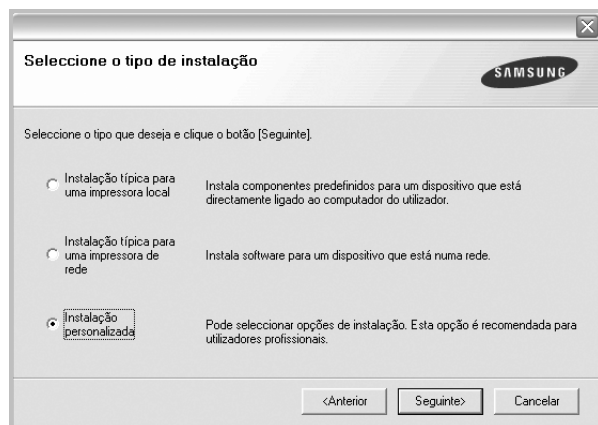 Seleccione o tipo de instalação
SAMSUNG
Seleccione o tipo que deseja e clique o botão [Seguinte].
Instalação típica para
uma impressora local
Instala componentes predefinidos para um dispositivo que está
directamente ligado ao computador do utilizador.
Instalação típica para
uma impressora de
rede
Instala software para um dispositivo que está numa rede.
Instalação
personalizada
Pode seleccionar opções de instalação. Esta opção é recomendada para
utilizadores profissionais.
<Anterior
Seguinte>
Cancelar